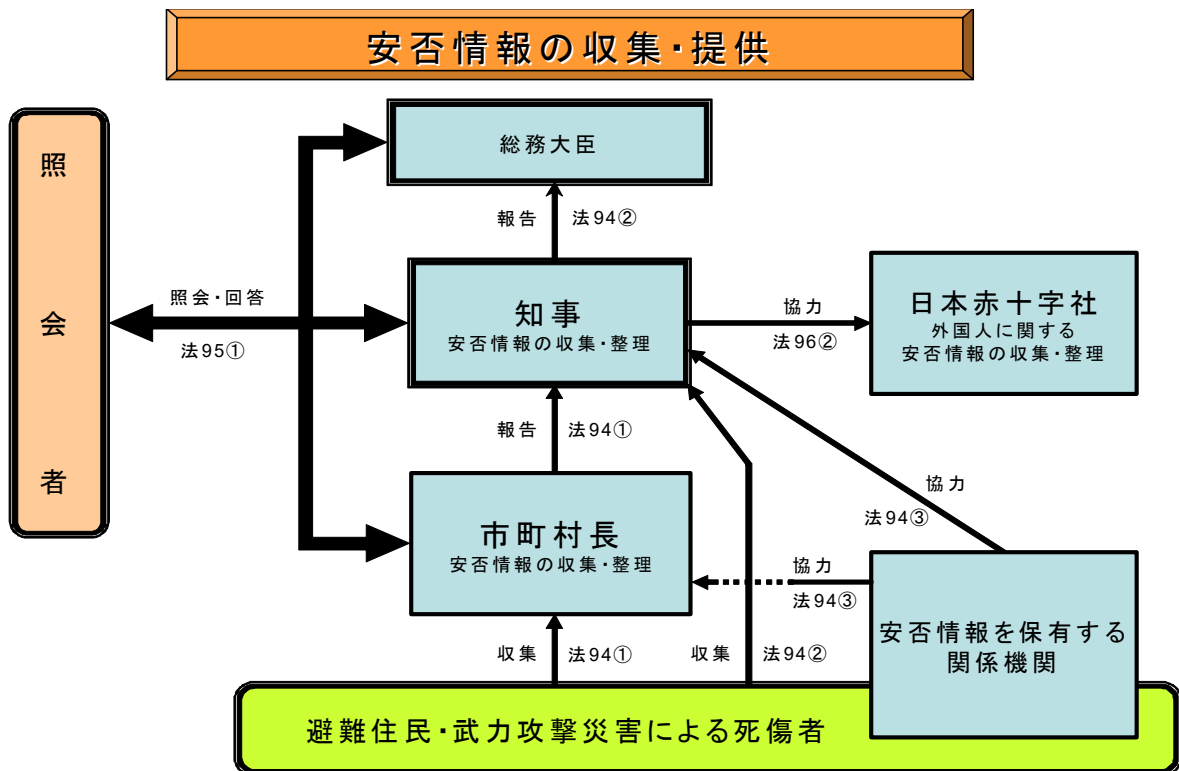 安否情報の収集・提供
照会者
総務大臣
報告 法94②
照会・回答
法95①
知事
安否情報の収集・整理
協力
法96②
日本赤十字社
外国人に関する
安否情報の収集・整理
報告 法94①
協力
法94③
市町村長
安否情報の収集・整理
協力
法94③
安否情報を保有する
関係機関
収集 法94①
収集 法94②
避難住民・武力攻撃災害による死傷者